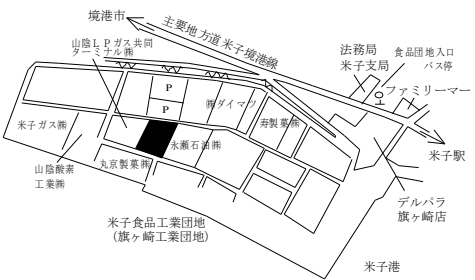 境港市
主要地方道米子境港線
山陰ＬＰガス共同
ターミナル㈱
法務局
米子支局
食品団地入口
バス停
ファミリーマー
P
P
㈱ダイマツ
寿製菓㈱
米子ガス㈱
永瀬石油㈱
米子駅
山陰酸素
工業㈱
丸京製菓㈱
デルパラ
旗ヶ崎店
米子食品工業団地
（旗ヶ崎工業団地）
米子港